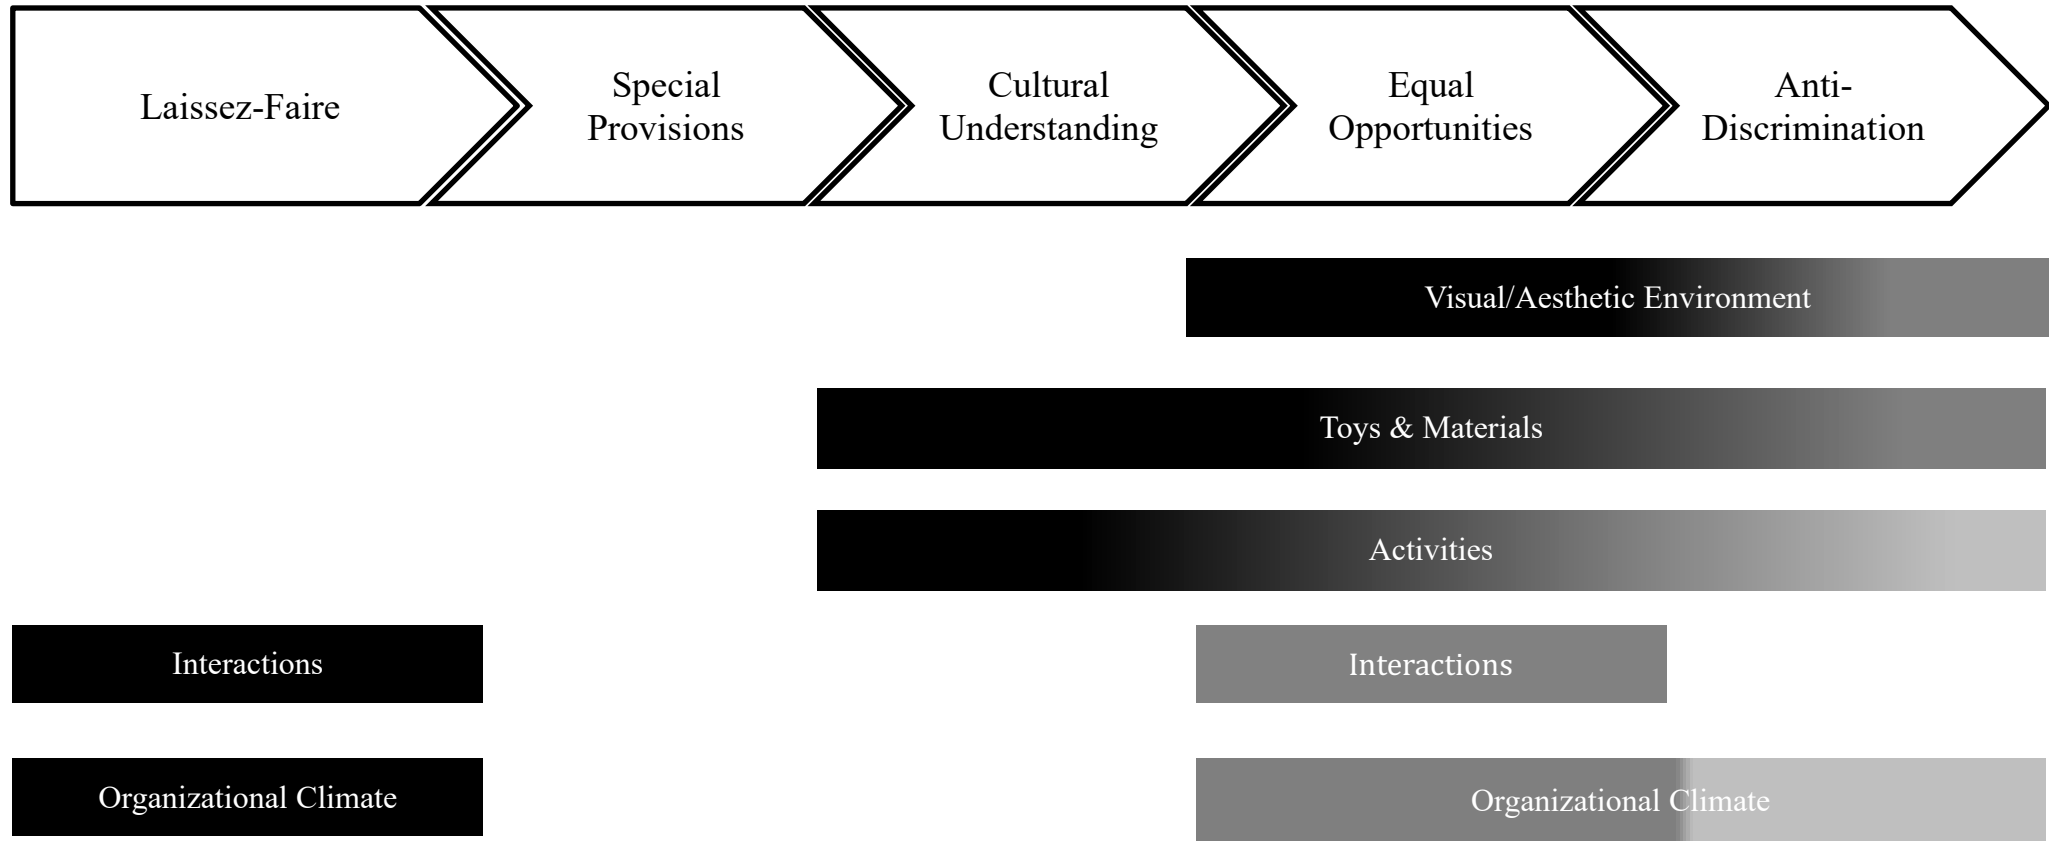 Laissez-Faire
Special
Provisions
Cultural
Understanding
Equal
Opportunities
Anti-
Discrimination
Visual/Aesthetic Environment
Toys & Materials
Activities
Interactions
Interactions
Organizational Climate
Organizational Climate